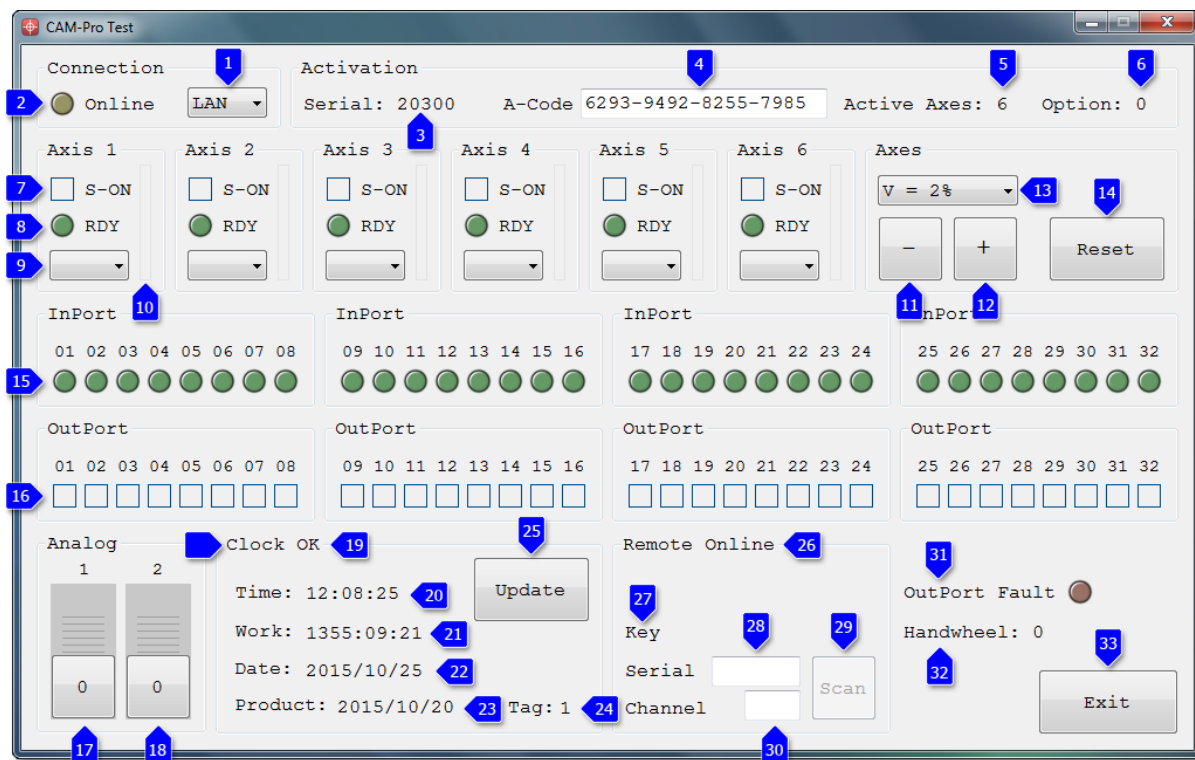 CAM-Pro Test
Connection 1 Activation 4 5 6
2 Online LAN Serial: 20300 A-Code 6293-9492-8255-7985 Active Axes: 6 Option: 0
3
Axis 1 Axis 2 Axis 3 Axis 4 Axis 5 Axis 6 Axes
7 S-ON S-ON S-ON S-ON S-ON S-ON V = 2% 13 14
8 RDY RDY RDY RDY RDY RDY - + Reset
9
10 11 12
InPort InPort InPort InPort
01 02 03 04 05 06 07 08 09 10 11 12 13 14 15 16 17 18 19 20 21 22 23 24 25 26 27 28 29 30 31 32
15
OutPort OutPort OutPort OutPort
01 02 03 04 05 06 07 08 09 10 11 12 13 14 15 16 17 18 19 20 21 22 23 24 25 26 27 28 29 30 31 32
16
Analog Clock OK 19 25 Remote Online 26
1 2 31
Time: 12:08:25 20 Update 27 OutPort Fault
Work: 1355:09:21 21 Key 28 29 Handwheel: 0
Date: 2015/10/25 22 Serial Scan 32 33
0 0 Product: 2015/10/20 23 Tag: 1 24 Channel Exit
17 18 30